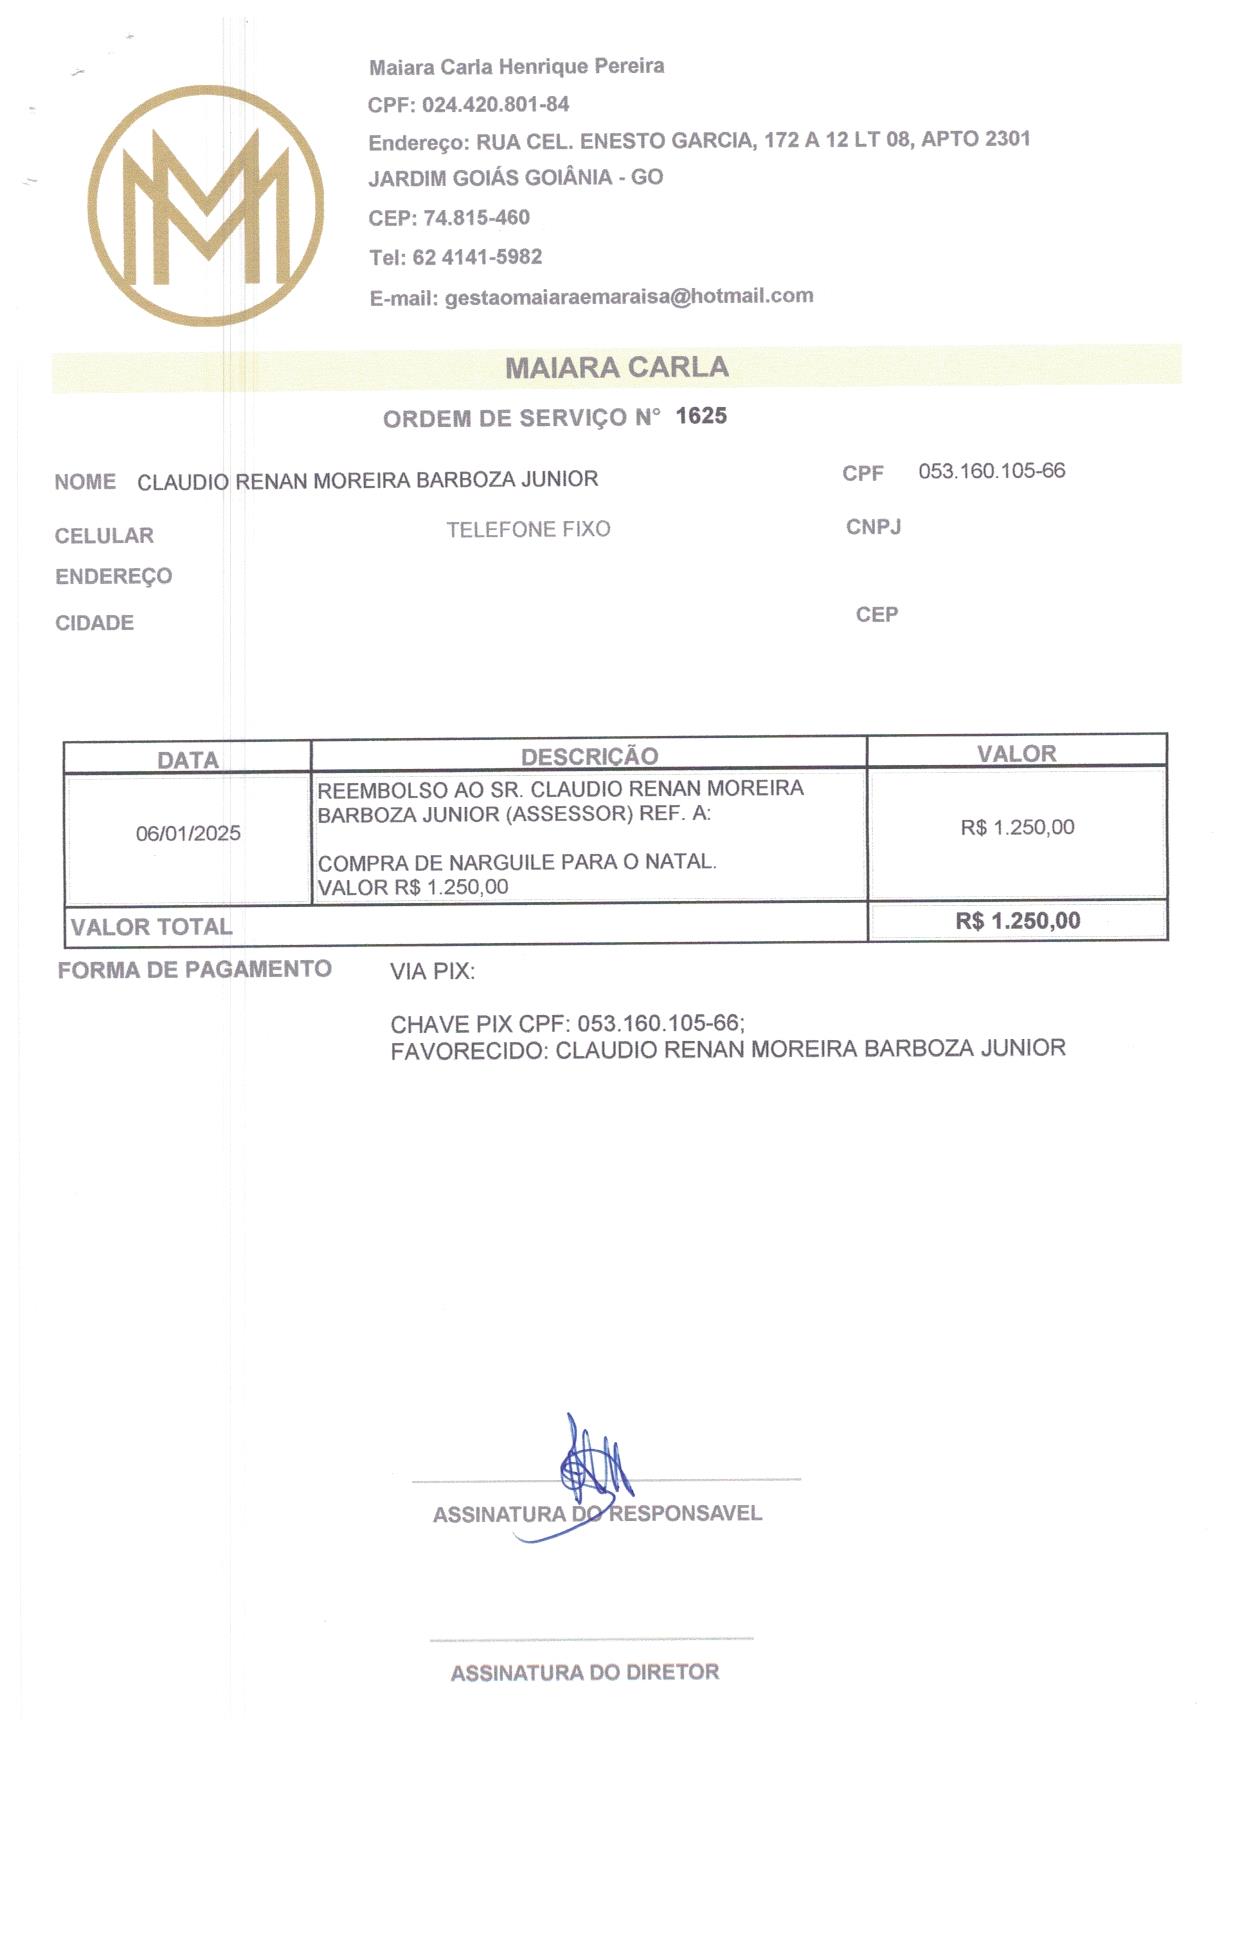 Maiara Carla Henrique Pereira
CPF: 024.420.801-84
Endereço: RUA CEL. ENESTO GARCIA, 172 A 12 LT 08, APTO 2301
JARDIM GOIÁS GOIÂNIA - GO
CEP: 74.815-460
Tel: 62 4141-5982
E-mail: gestaomaiaraemaraisa@hotmail.com
MAIARA CARLA
ORDEM DE SERVIÇO N° 1625
NOME CLAUDIO RENAN MOREIRA BARBOZA JUNIOR CPF 053.160.105-66
CELULAR TELEFONE FIXO CNPJ
ENDEREÇO
CIDADE CEP
DATA DESCRIÇÃO VALOR
REEMBOLSO AO SR. CLAUDIO RENAN MOREIRA
BARBOZA JUNIOR (ASSESSOR) REF. A:
06/01/2025 R$ 1.250,00
COMPRA DE NARGUILE PARA O NATAL.
VALOR R$ 1.250,00
VALOR TOTAL R$ 1.250,00
FORMA DE PAGAMENTO VIA PIX:
CHAVE PIX CPF: 053.160.105-66;
FAVORECIDO: CLAUDIO RENAN MOREIRA BARBOZA JUNIOR
ASSINATURA DO RESPONSAVEL
ASSINATURA DO DIRETOR